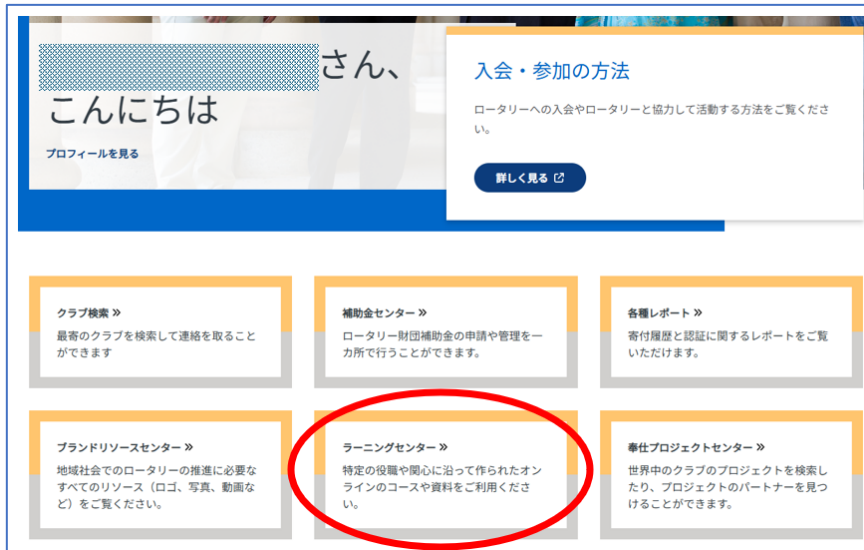 さん、
こんにちは
プロフィールを見る
入会・参加の方法
ロータリーへの入会やロータリーと協力して活動する方法をご覧くださ
い。
詳しく見る
クラブ検索 »
最寄のクラブを検索して連絡を取ること
ができます
補助金センター »
ロータリー財団補助金の申請や管理を一
カ所で行うことができます。
各種レポート »
寄付履歴と認証に関するレポートをご覧
いただけます。
ブランドリソースセンター »
地域社会でのロータリーの推進に必要な
すべてのリソース（ロゴ、写真、動画な
ど）をご覧ください。
ラーニングセンター »
特定の役職や関心に沿って作られたオン
ラインのコースや資料をご利用くださ
い。
奉仕プロジェクトセンター »
世界中のクラブのプロジェクトを検索し
たり、プロジェクトのパートナーを見つ
けることができます。